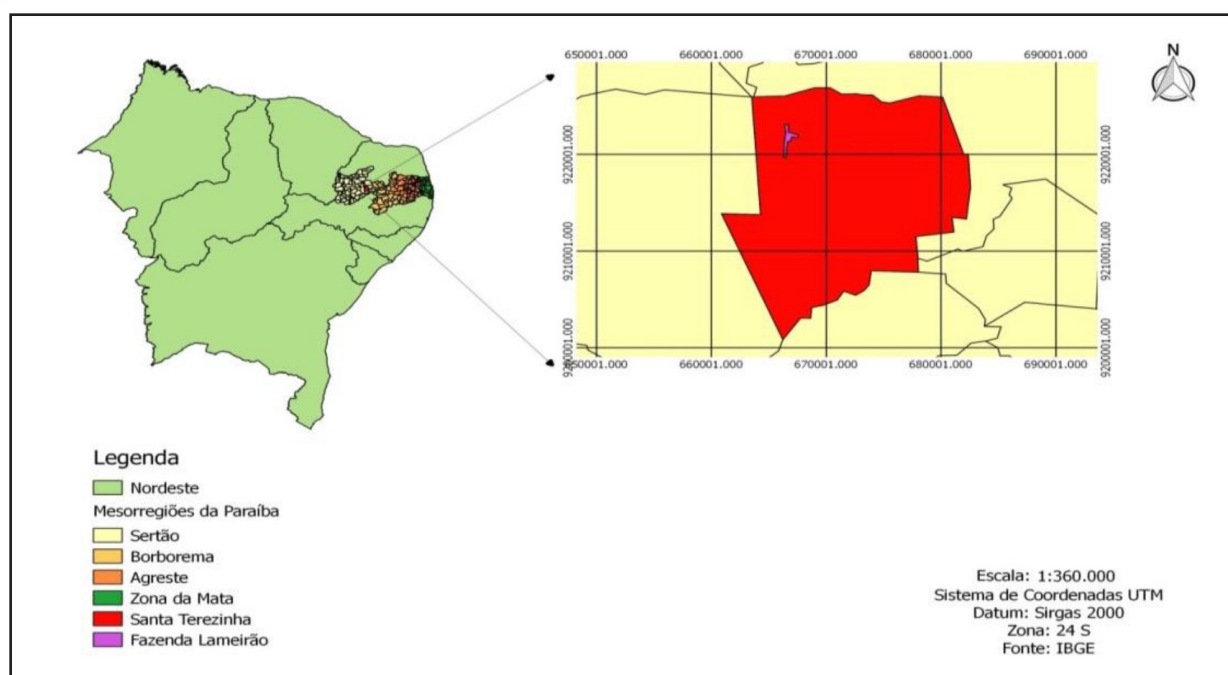 650001.000 660001.000 670001.000 680001.000 690001.000
N
9220001.000 9220001.000
9210001.000 9210001.000
9200001.000 9200001.000
650001.000 660001.000 670001.000 680001.000 690001.000
Legenda
Nordeste
Mesorregiões da Paraíba
Sertão
Borborema
Agreste
Zona da Mata
Santa Terezinha
Fazenda Lameirão
Escala: 1:360.000
Sistema de Coordenadas UTM
Datum: Sirgas 2000
Zona: 24 S
Fonte: IBGE